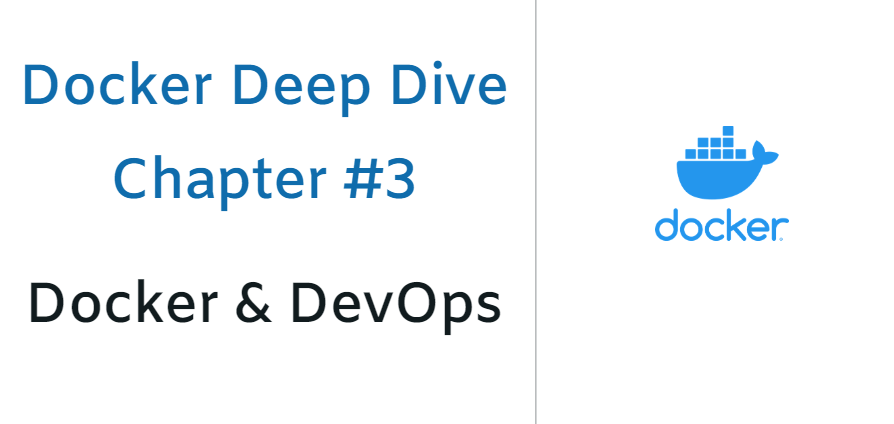 Docker Deep Dive
Chapter #3
Docker & DevOps
docker